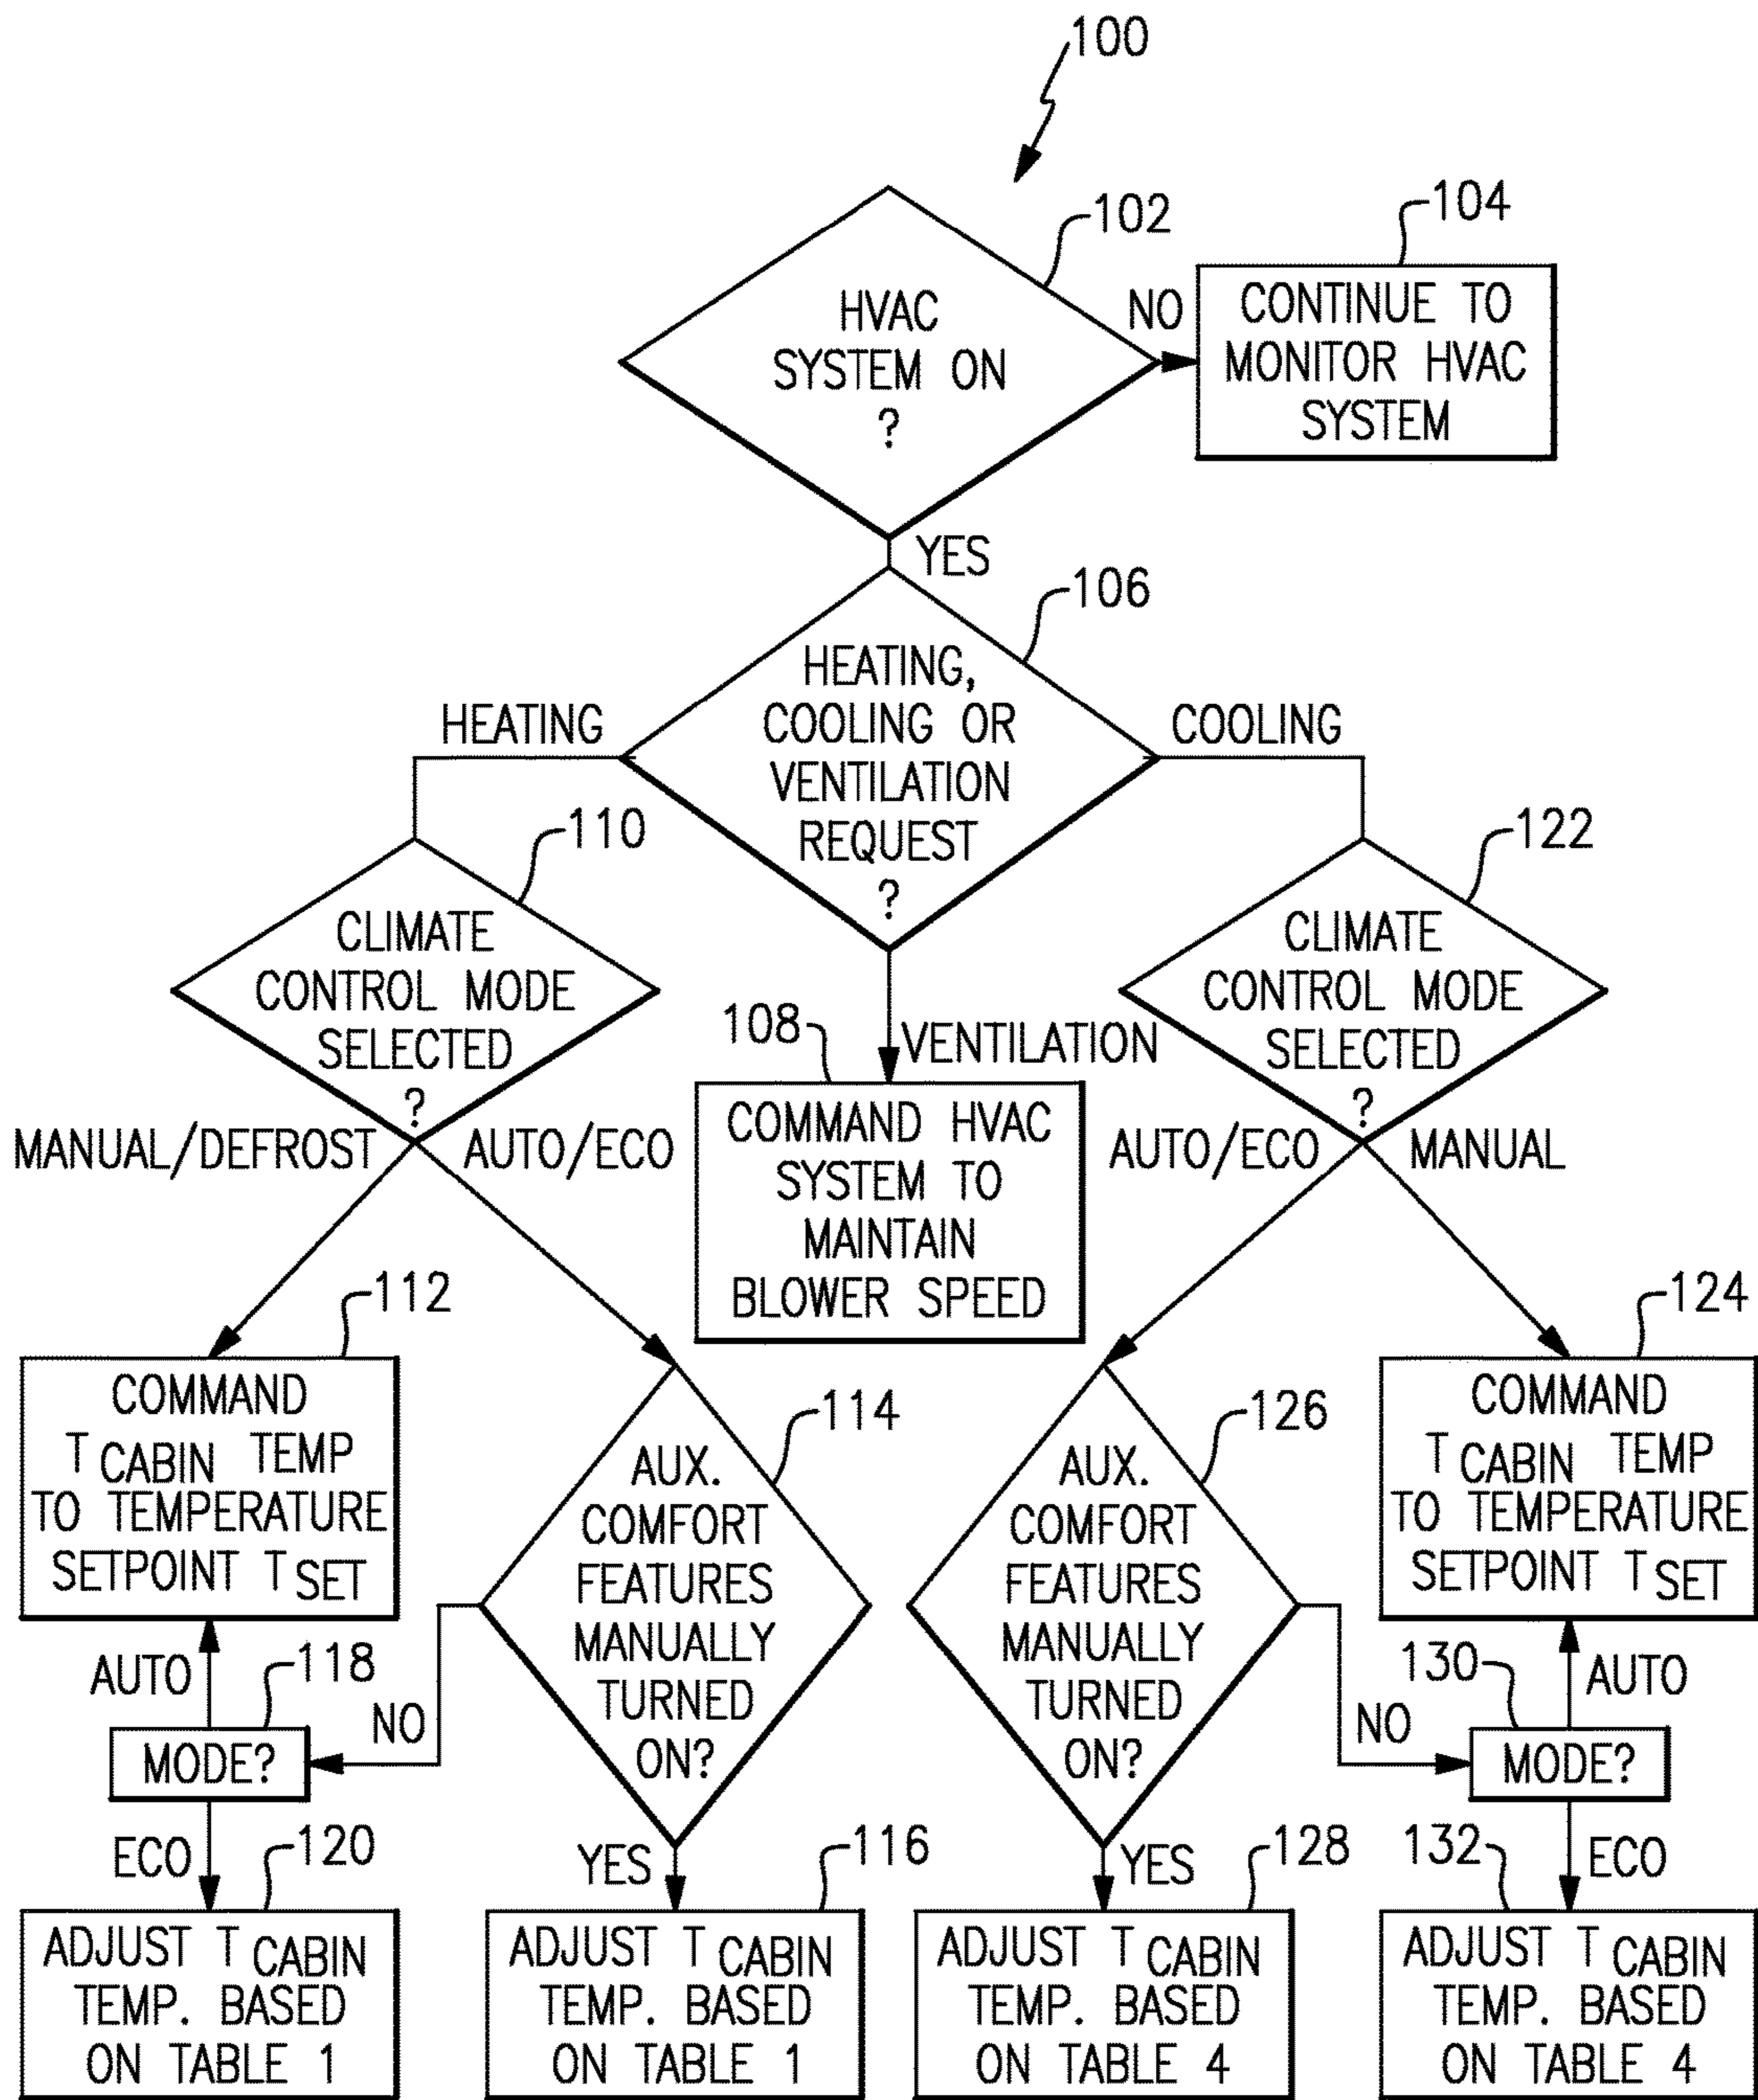 100
102
104
HVAC
SYSTEM ON
?
NO
CONTINUE TO
MONITOR HVAC
SYSTEM
YES
106
HEATING,
COOLING OR
VENTILATION
REQUEST
?
HEATING
COOLING
110
CLIMATE
CONTROL MODE
SELECTED
?
122
CLIMATE
CONTROL MODE
SELECTED
?
108
VENTILATION
COMMAND HVAC
SYSTEM TO
MAINTAIN
BLOWER SPEED
MANUAL/DEFROST
AUTO/ECO
AUTO/ECO
MANUAL
112
COMMAND
T CABIN TEMP
TO TEMPERATURE
SETPOINT T SET
114
AUX.
COMFORT
FEATURES
MANUALLY
TURNED
ON?
126
AUX.
COMFORT
FEATURES
MANUALLY
TURNED
ON?
124
COMMAND
T CABIN TEMP
TO TEMPERATURE
SETPOINT T SET
AUTO
118
NO
MODE?
130
AUTO
NO
MODE?
ECO
120
YES
116
YES
128
132
ECO
ADJUST T CABIN
TEMP. BASED
ON TABLE 1
ADJUST T CABIN
TEMP. BASED
ON TABLE 1
ADJUST T CABIN
TEMP. BASED
ON TABLE 4
ADJUST T CABIN
TEMP. BASED
ON TABLE 4